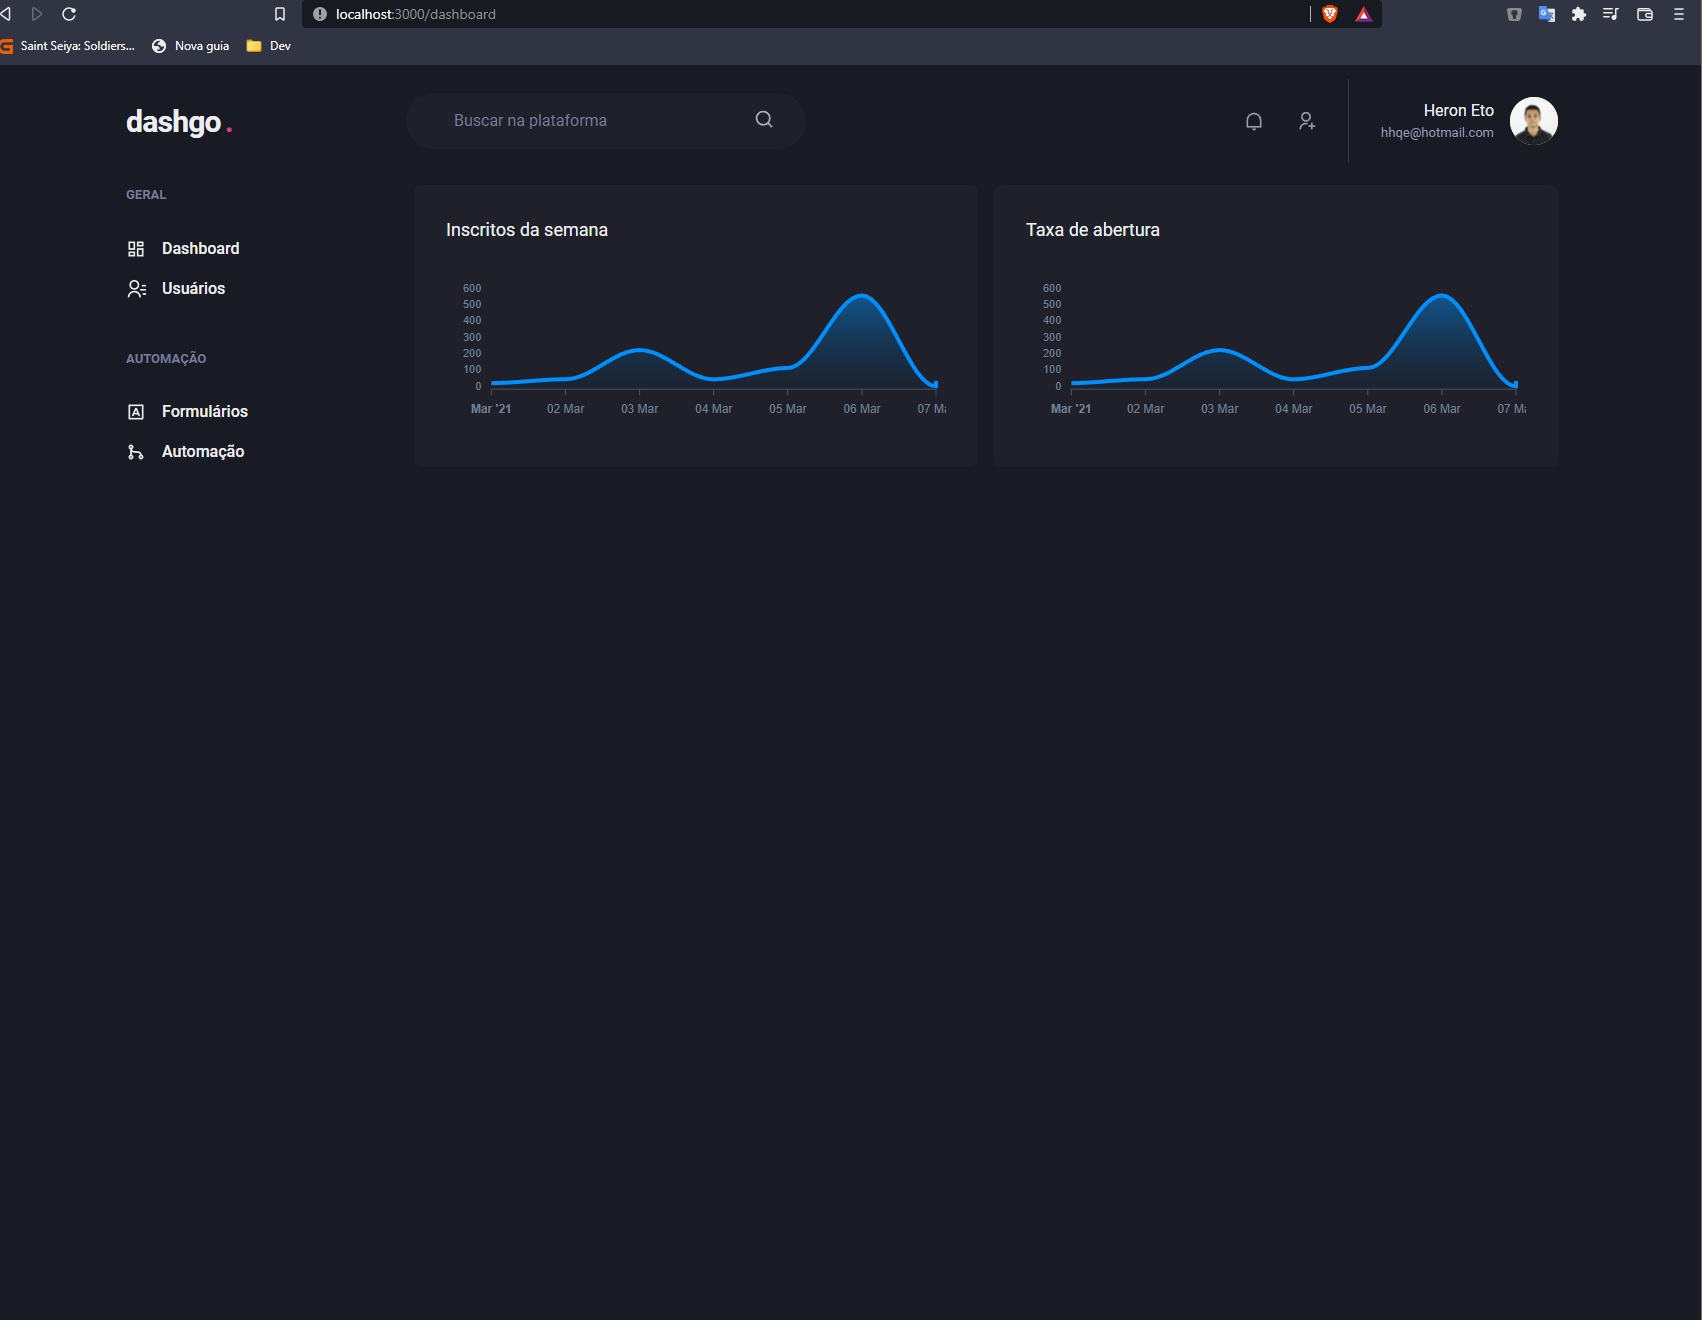 localhost:3000/dashboard
Saint Seiya: Soldiers...
Nova guia
Dev
dashgo.
Buscar na plataforma
Heron Eto
hhqe@hotmail.com
GERAL
Dashboard
Usuários
AUTOMAÇÃO
Formulários
Automação
Inscritos da semana
600
500
400
300
200
100
0
Mar '21 02 Mar 03 Mar 04 Mar 05 Mar 06 Mar 07 Ma
Taxa de abertura
600
500
400
300
200
100
0
Mar '21 02 Mar 03 Mar 04 Mar 05 Mar 06 Mar 07 Ma